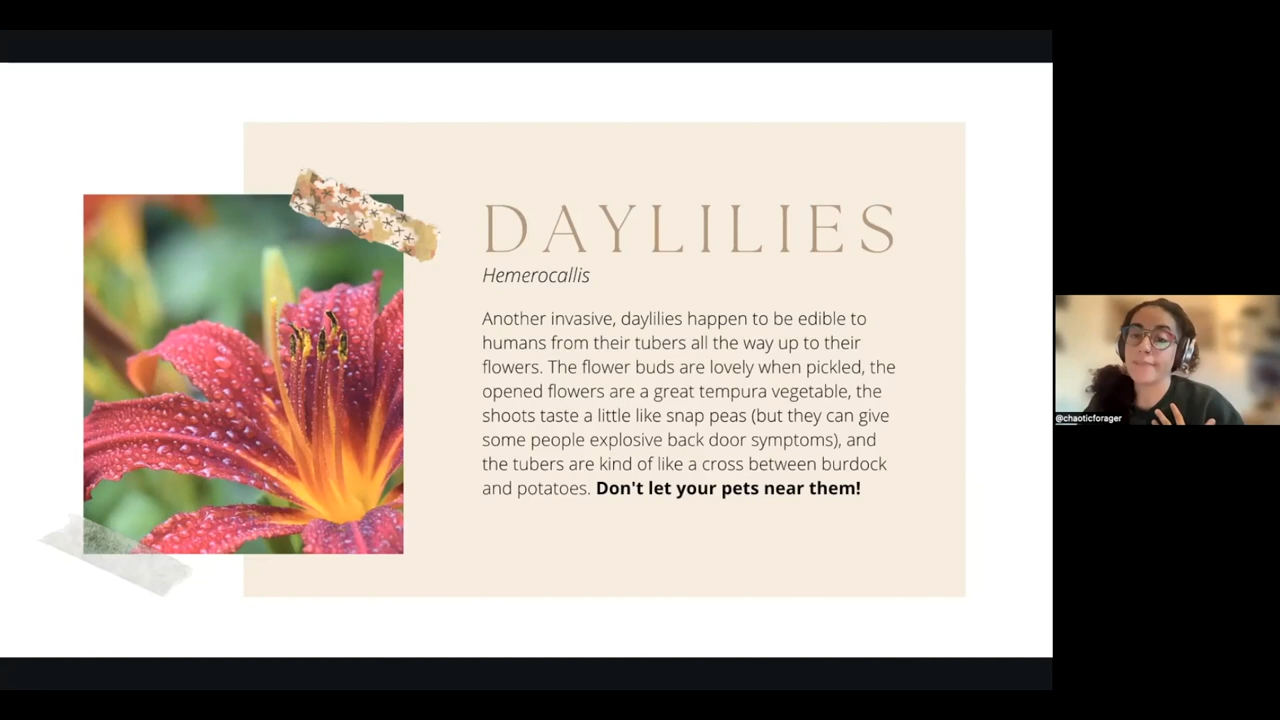 DAYLILIES
Hemerocallis
Another invasive, daylilies happen to be edible to
humans from their tubers all the way up to their
flowers. The flower buds are lovely when pickled, the
opened flowers are a great tempura vegetable, the
shoots taste a little like snap peas (but they can give
some people explosive back door symptoms), and
the tubers are kind of like a cross between burdock
and potatoes. Don't let your pets near them!
@chaoticforager